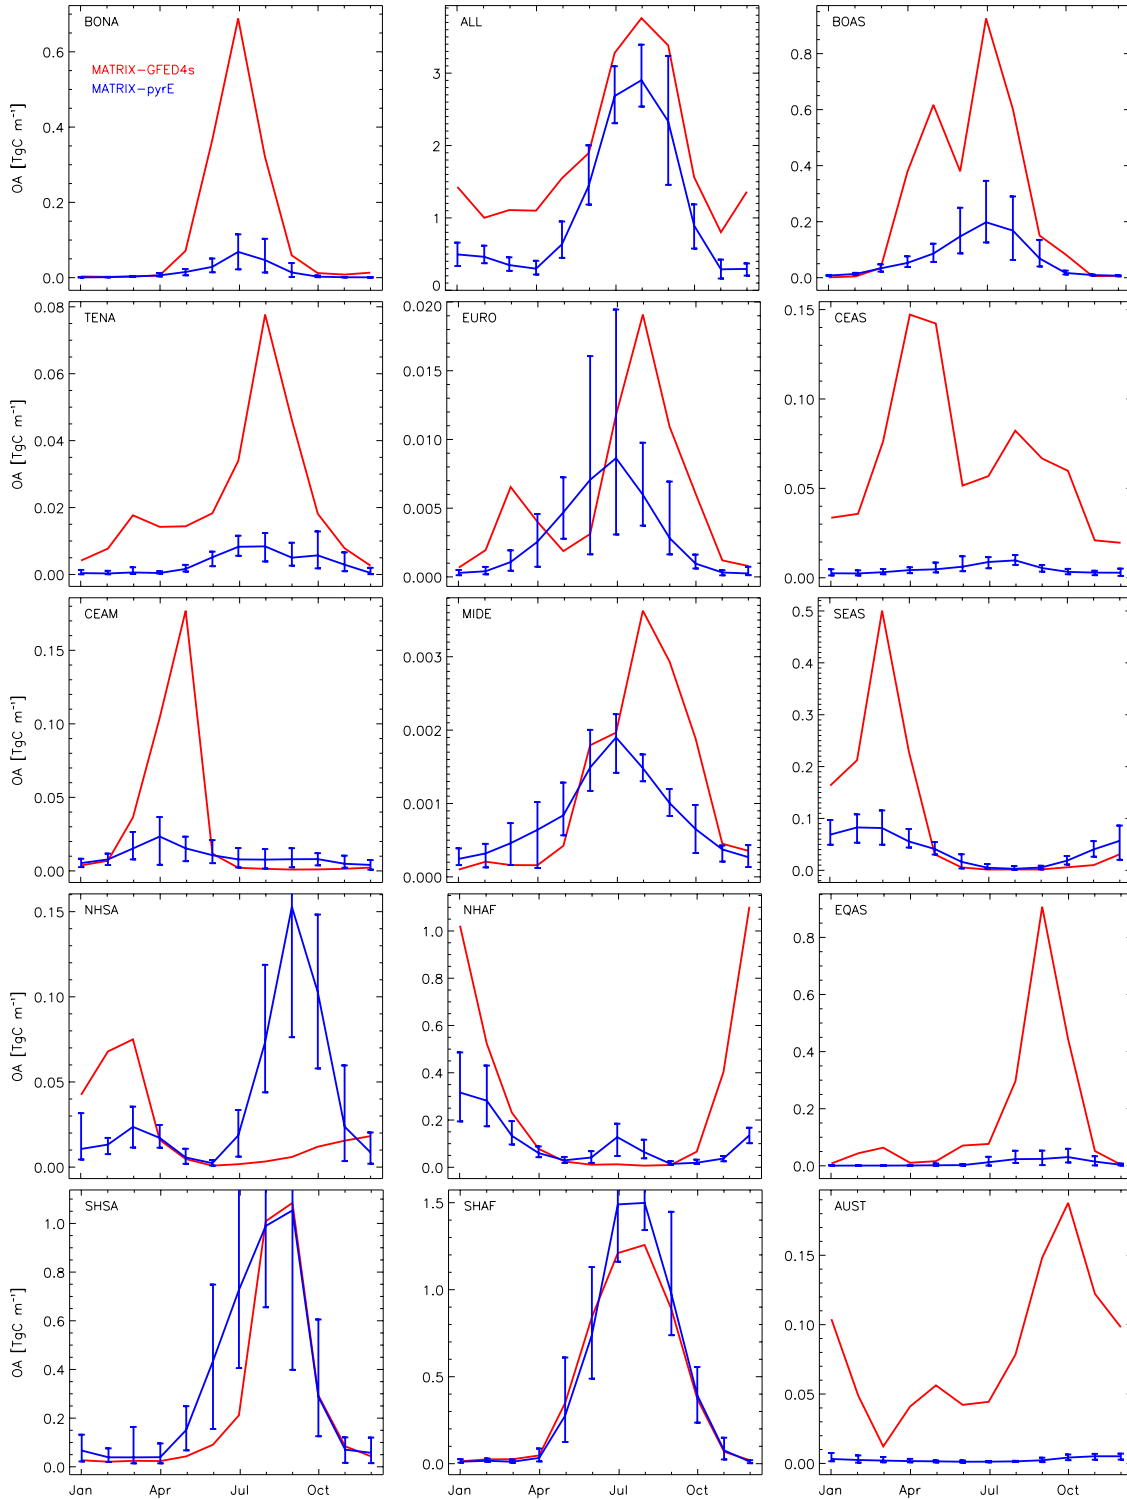 BONA
MATRIX−GFED4s
MATRIX−pyrE
OA [TgC m⁻¹]
0.6
0.4
0.2
0.0
ALL
3
2
1
0
BOAS
0.8
0.6
0.4
0.2
0.0
TENA
OA [TgC m⁻¹]
0.08
0.06
0.04
0.02
0.00
EURO
0.020
0.015
0.010
0.005
0.000
CEAS
0.15
0.10
0.05
0.00
CEAM
OA [TgC m⁻¹]
0.15
0.10
0.05
0.00
MIDE
0.003
0.002
0.001
0.000
SEAS
0.5
0.4
0.3
0.2
0.1
0.0
NHSA
OA [TgC m⁻¹]
0.15
0.10
0.05
0.00
NHAF
1.0
0.8
0.6
0.4
0.2
0.0
EQAS
0.8
0.6
0.4
0.2
0.0
SHSA
OA [TgC m⁻¹]
1.0
0.8
0.6
0.4
0.2
0.0
Jan Apr Jul Oct
SHAF
1.5
1.0
0.5
0.0
Jan Apr Jul Oct
AUST
0.15
0.10
0.05
0.00
Jan Apr Jul Oct